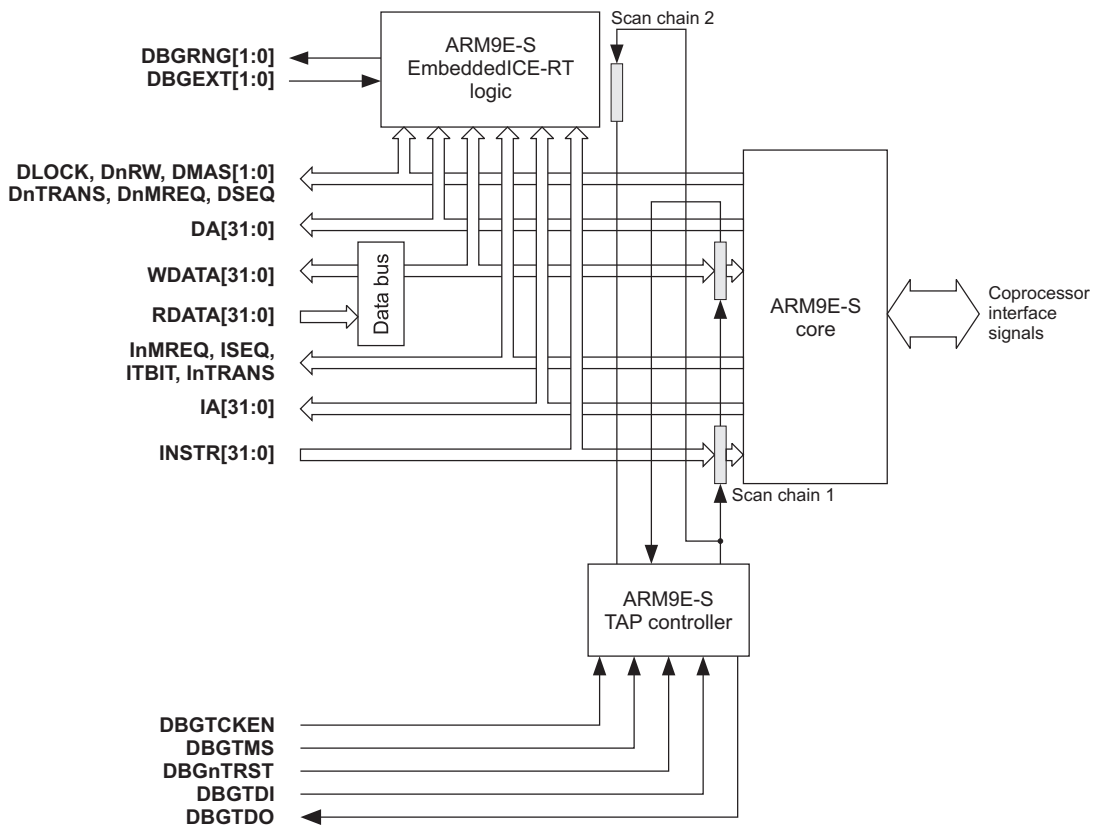 Scan chain 2
ARM9E-S
EmbeddedICE-RT
logic
DBGRNG[1:0]
DBGEXT[1:0]
DLOCK, DnRW, DMAS[1:0]
DnTRANS, DnMREQ, DSEQ
DA[31:0]
WDATA[31:0]
RDATA[31:0]
Data bus
InMREQ, ISEQ,
ITBIT, InTRANS
IA[31:0]
INSTR[31:0]
ARM9E-S
core
Coprocessor
interface
signals
Scan chain 1
ARM9E-S
TAP controller
DBGTCKEN
DBGTMS
DBGnTRST
DBGTDI
DBGTDO